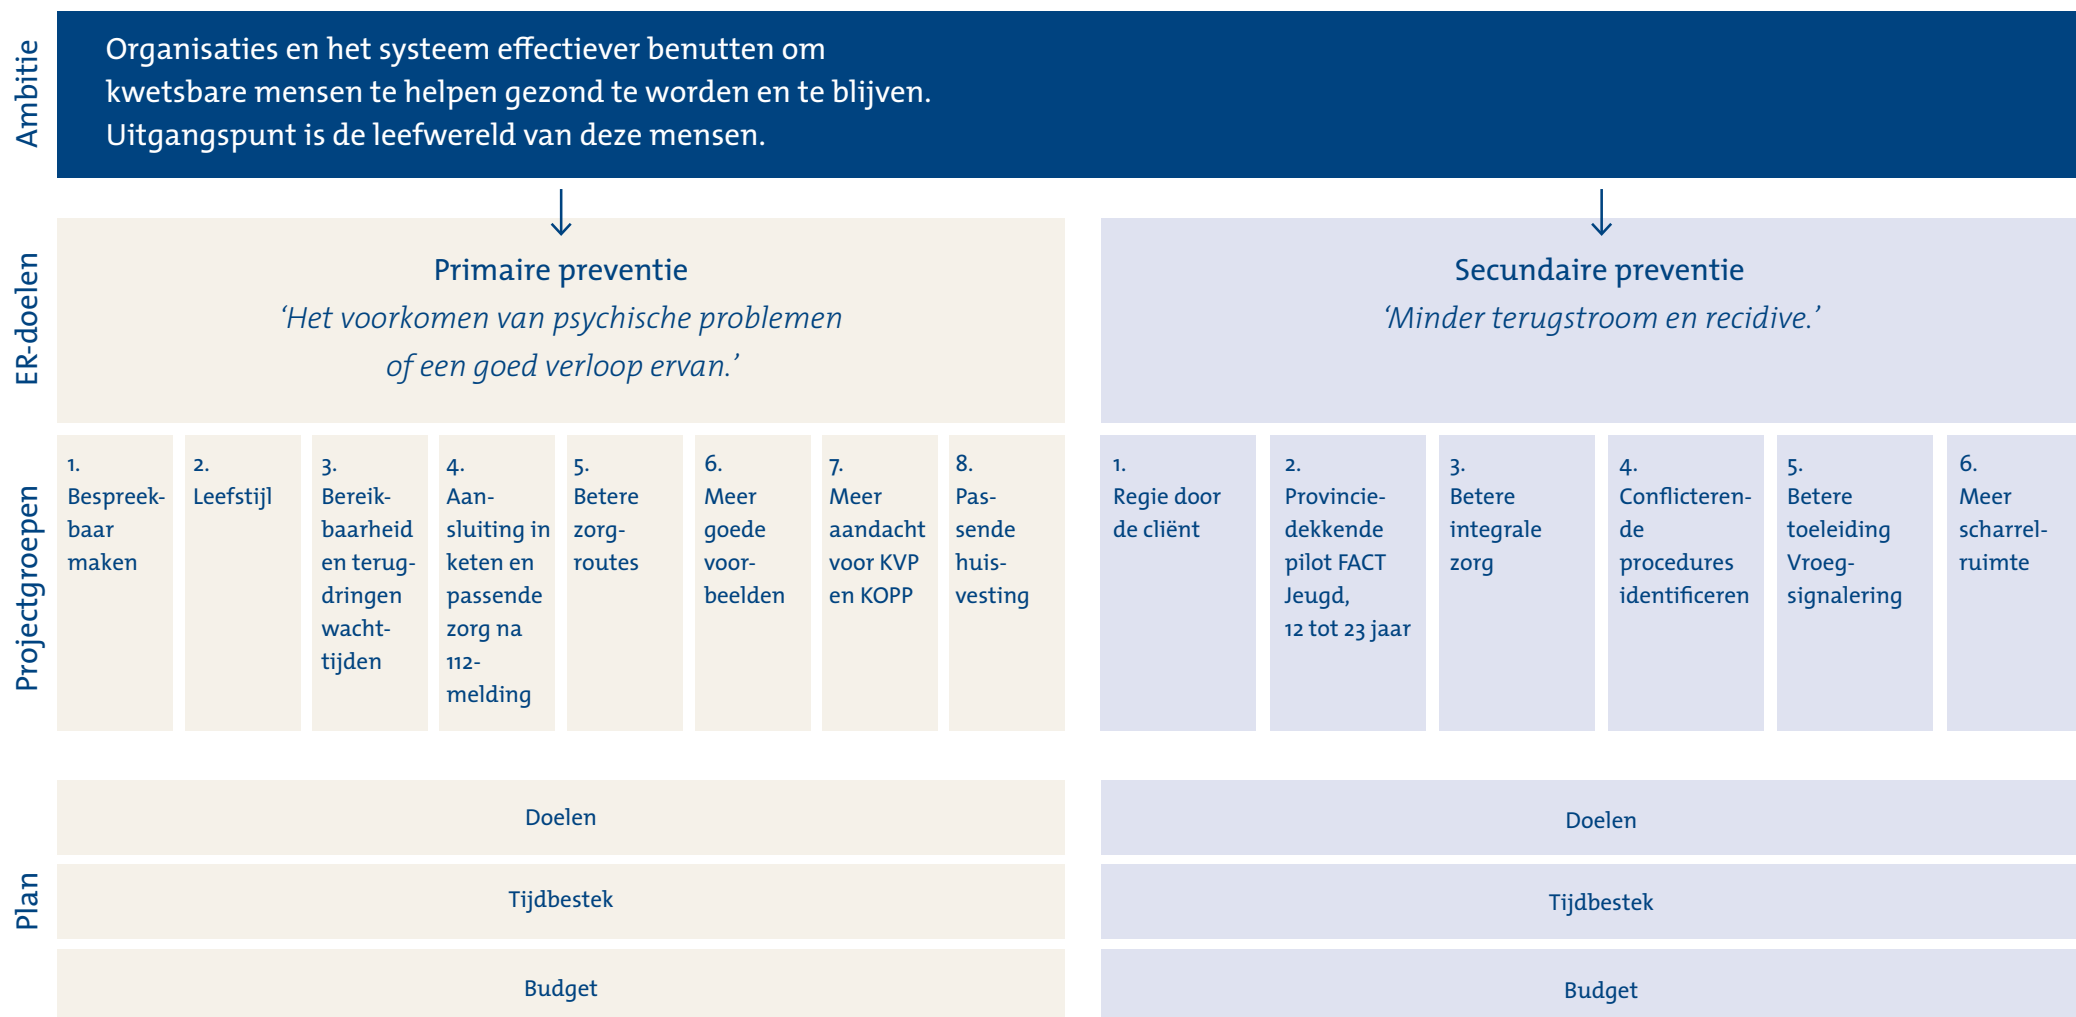 Ambitie
Organisaties en het systeem effectiever benutten om
kwetsbare mensen te helpen gezond te worden en te blijven.
Uitgangspunt is de leefwereld van deze mensen.
ER-doelen
Primaire preventie
‘Het voorkomen van psychische problemen
of een goed verloop ervan.’
Secundaire preventie
‘Minder terugstroom en recidive.’
Projectgroepen
1.
Bespreek-
baar
maken
2.
Leefstijl
3.
Bereik-
baarheid
en terug-
dringen
wacht-
tijden
4.
Aan-
sluiting in
keten en
passende
zorg na
112-
melding
5.
Betere
zorg-
routes
6.
Meer
goede
voor-
beelden
7.
Meer
aandacht
voor KVP
en KOPP
8.
Pas-
sende
huis-
vesting
1.
Regie door
de cliënt
2.
Provincie-
dekkende
pilot FACT
Jeugd,
12 tot 23 jaar
3.
Betere
integrale
zorg
4.
Conflicteren-
de
procedures
identificeren
5.
Betere
toeleiding
Vroeg-
signalering
6.
Meer
scharrel-
ruimte
Plan
Doelen
Tijdbestek
Budget
Doelen
Tijdbestek
Budget